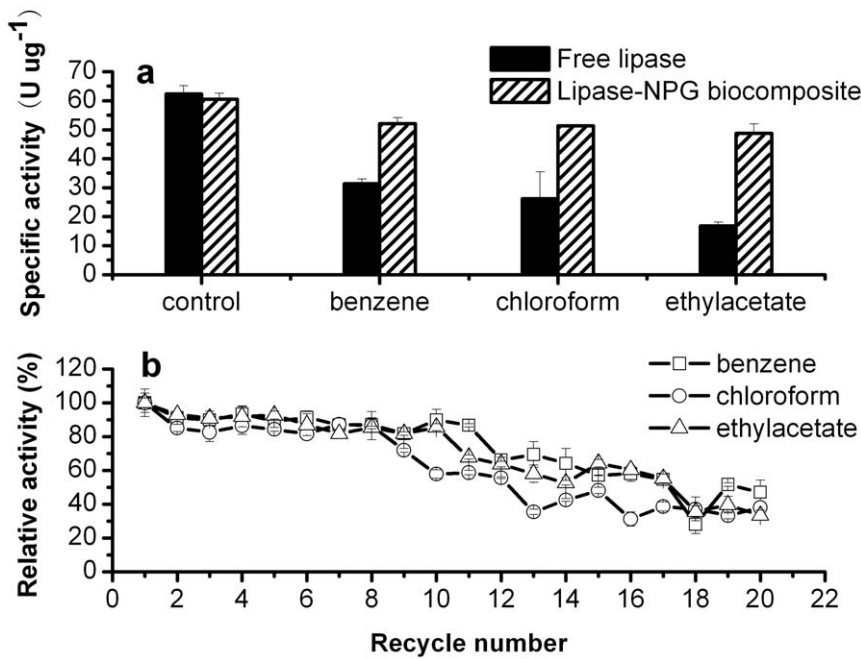 a
Free lipase
Lipase-NPG biocomposite
Specific activity (U ug-1)
70
60
50
40
30
20
10
0
control benzene chloroform ethylacetate
b
benzene
chloroform
ethylacetate
Relative activity (%)
120
100
80
60
40
20
0
0 2 4 6 8 10 12 14 16 18 20 22
Recycle number